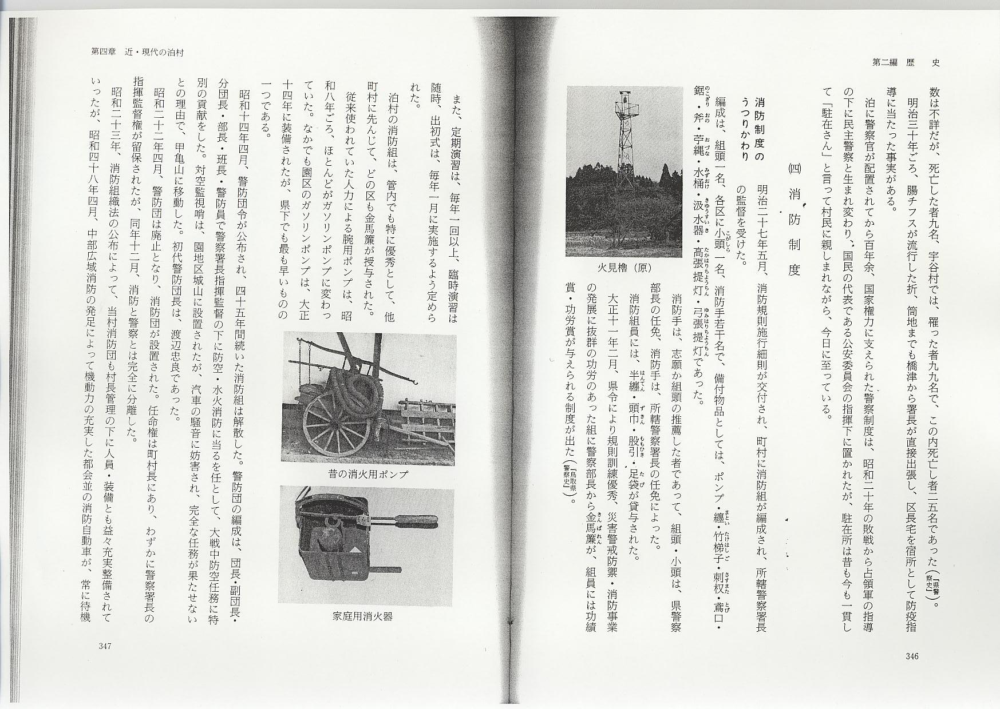 第二編　歴　史
数は不詳だが、死亡した者九名、宇谷村では、罹った者九九名で、この内死亡し者二五名であった（『県警察史』）。
明治三十年ごろ、腸チフスが流行した折、筒地までも橋津から署長が直接出張し、区長宅を宿所として防疫指
導に当たった事実がある。
泊に警察官が配置されてから百年余、国家権力に支えられた警察制度は、昭和二十年の敗戦から占領軍の指導
の下に民主警察と生まれ変わり、国民の代表である公安委員会の指揮下に置かれたが、駐在所は昔も今も一貫し
て「駐在さん」と言って村民に親しまれながら、今日に至っている。
㈣　消防制度
消防制度の
うつりかわり
明治二十七年五月、消防規則施行細則が交付され、町村に消防組が編成され、所轄警察署長
の監督を受けた。
編成は、組頭一名、各区に小頭一名、消防手若干名で、備付物品としては、ポンプ・纏・竹梯子・刺杈・鳶口・
鋸・斧・苧縄・水桶・汲水器・高張提灯・弓張提灯であった。
火見櫓（原）
消防手は、志願か組頭の推薦した者であって、組頭・小頭は、県警察
部長の任免、消防手は、所轄警察署長の任免によった。
消防組員には、半纏・頭巾・股引・足袋が貸与された。
大正十一年二月、県令により規則訓練優秀、災害警戒防禦・消防事業
の発展に抜群の功労のあった組に警察部長から金馬簾が、組員には功績
賞・功労賞が与えられる制度が出た（『鳥取県警察史』）。
346
第四章　近・現代の泊村
また、定期演習は、毎年一回以上、臨時演習は
随時、出初式は、毎年一月に実施するよう定めら
れた。
泊村の消防組は、管内でも特に優秀として、他
町村に先んじて、どの区も金馬簾が授与された。
従来使われていた人力による腕用ポンプは、昭
和八年ごろ、ほとんどがガソリンポンプに変わっ
ていた。なかでも園区のガソリンポンプは、大正
十四年に装備されたが、県下でも最も早いものの
一つである。
昔の消火用ポンプ
家庭用消火器
昭和十四年四月、警防団令が公布され、四十五年間続いた消防組は解散した。警防団の編成は、団長・副団長・
分団長・部長・班長・警防員で警察署長指揮監督の下に防空・水火消防に当るを任として、大戦中防空任務に特
別の貢献をした。対空監視哨は、園地区城山に設置されたが、汽車の騒音に妨害され、完全な任務が果たせない
との理由で、甲亀山に移動した。初代警防団長は、渡辺忠良であった。
昭和二十二年四月、警防団は廃止となり、消防団が設置された。任命権は町村長にあり、わずかに警察署長の
指揮監督権が留保されたが、同年十二月、消防と警察とは完全に分離した。
昭和二十三年、消防組織法の公布によって、当村消防団も村長管理の下に人員・装備とも益々充実整備されて
いったが、昭和四十八年四月、中部広域消防の発足によって機動力の充実した都会並の消防自動車が、常に待機
347